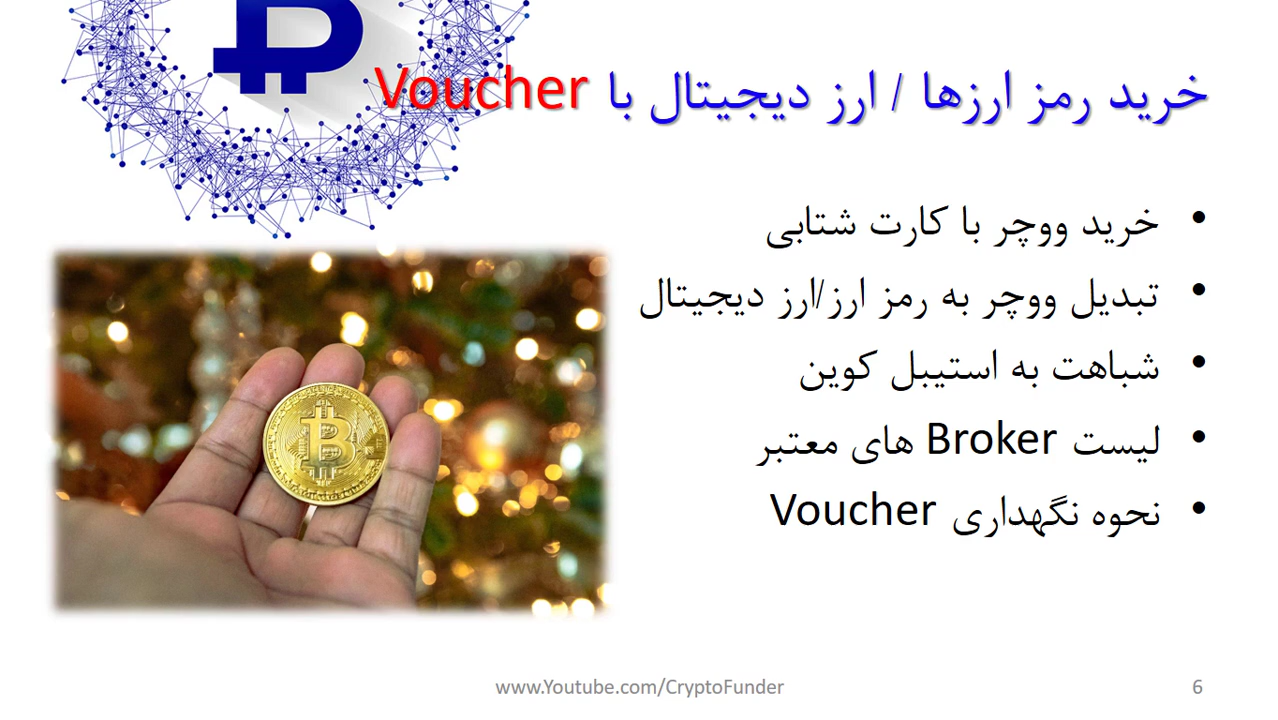 خرید رمز ارزها / ارز دیجیتال با Voucher
• خرید ووچر با کارت شتابی
• تبدیل ووچر به رمز ارز/ارز دیجیتال
• شباهت به استیبل کوین
• لیست Broker های معتبر
• نحوه نگهداری Voucher
www.Youtube.com/CryptoFunder
6